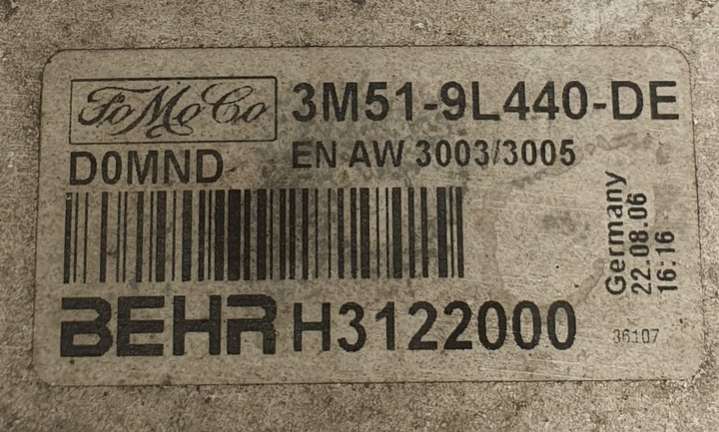 FoMoCo 3M51-9L440-DE
D0MND EN AW 3003/3005
BEHR H3122000
Germany
22.08.06
16:16
36107